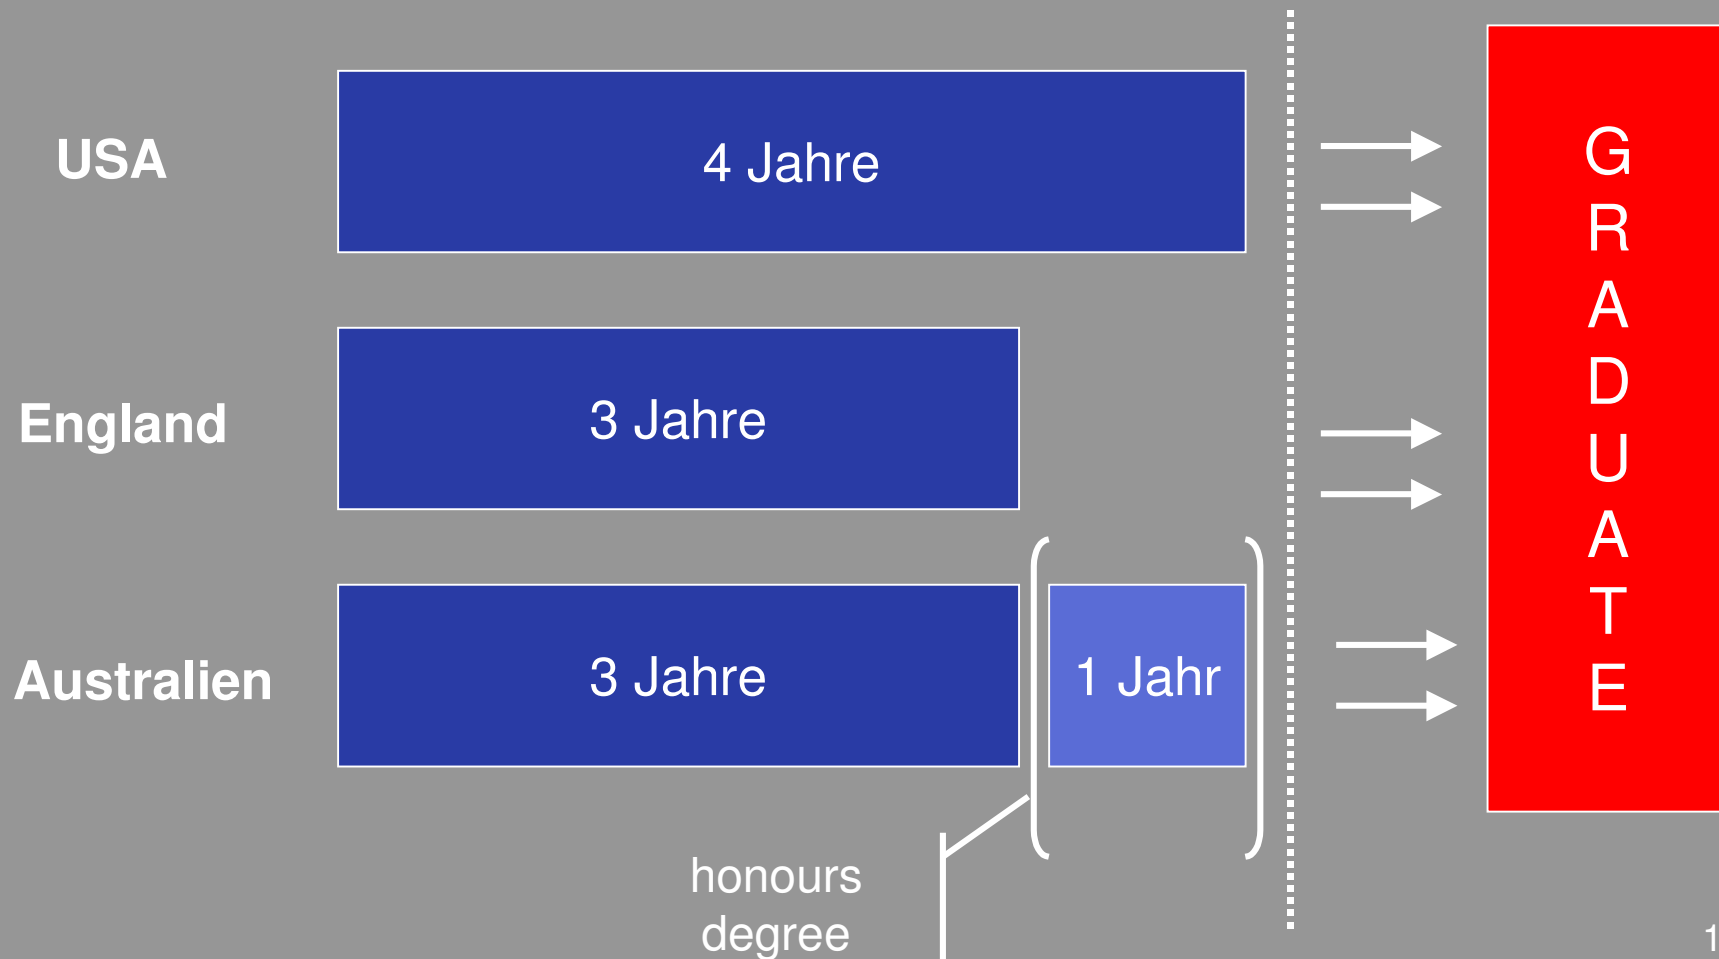 USA
4 Jahre
England
3 Jahre
Australien
3 Jahre
1 Jahr
honours
degree
G
R
A
D
U
A
T
E
1